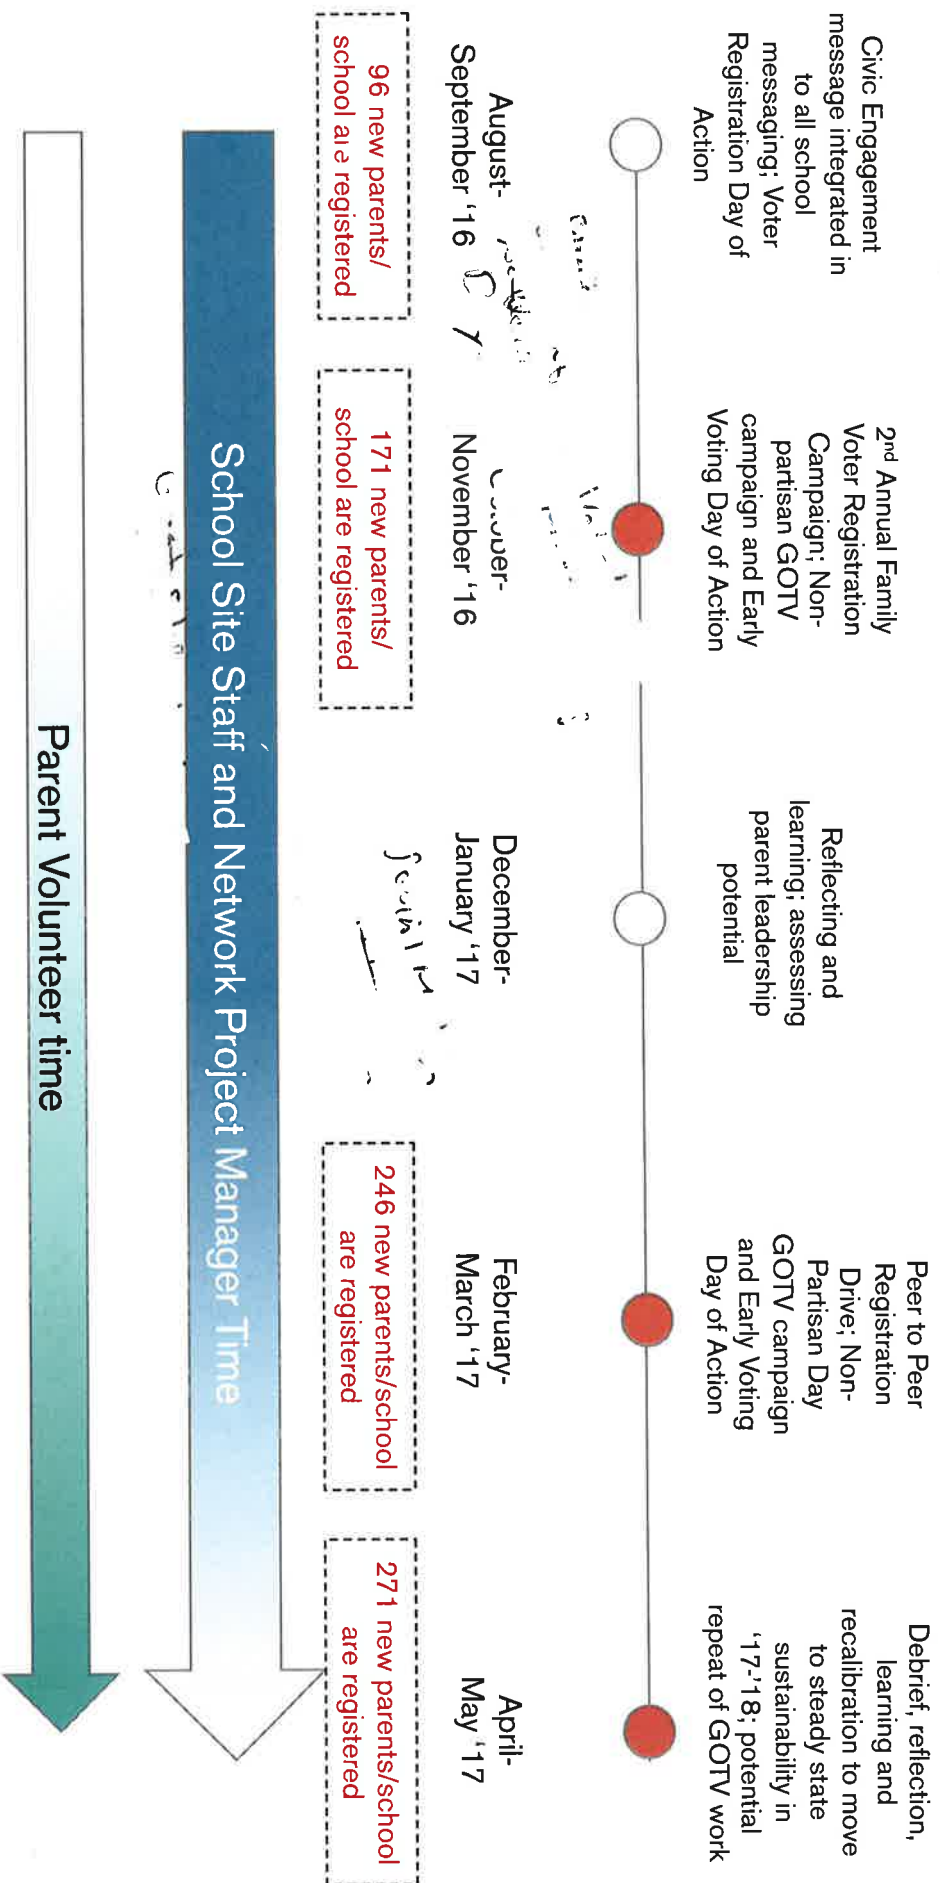 Civic Engagement
message integrated in
to all school
messaging; Voter
Registration Day of
Action
2nd Annual Family
Voter Registration
Campaign; Non-
partisan GOTV
campaign and Early
Voting Day of Action
Reflecting and
learning; assessing
parent leadership
potential
Peer to Peer
Registration
Drive; Non-
Partisan Day
GOTV campaign
and Early Voting
Day of Action
Debrief, reflection,
learning and
recalibration to move
to steady state
sustainability in
‘17-’18; potential
repeat of GOTV work
August-
September ‘16
November ‘16
December-
January ‘17
February-
March ‘17
April-
May ‘17
96 new parents/
school are registered
171 new parents/
school are registered
246 new parents/school
are registered
271 new parents/school
are registered
School Site Staff and Network Project Manager Time
Parent Volunteer time